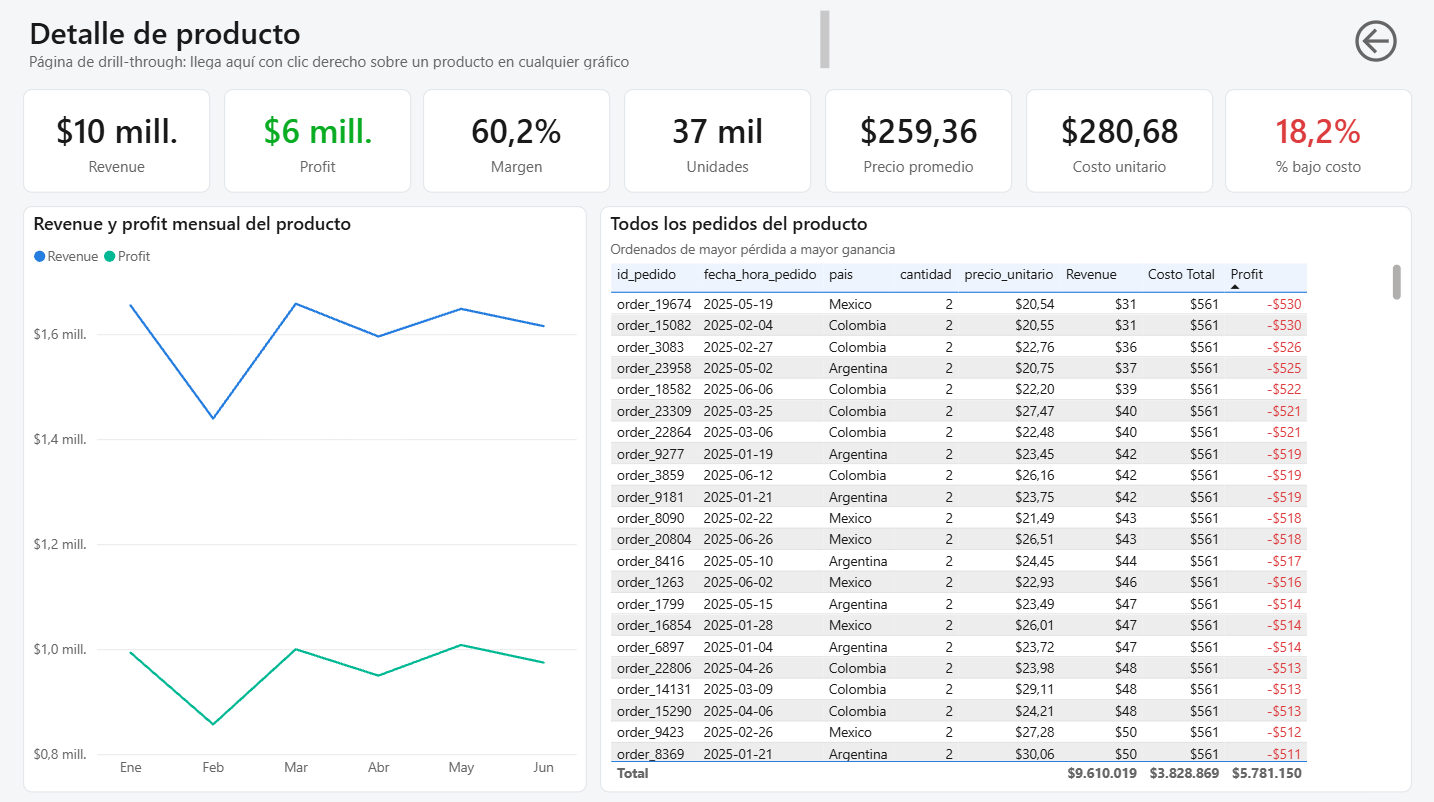 Detalle de producto
Página de drill-through: llega aquí con clic derecho sobre un producto en cualquier gráfico
$10 mill.
Revenue
$6 mill.
Profit
60,2%
Margen
37 mil
Unidades
$259,36
Precio promedio
$280,68
Costo unitario
18,2%
% bajo costo
Revenue y profit mensual del producto
Revenue Profit
$1,6 mill.
$1,4 mill.
$1,2 mill.
$1,0 mill.
$0,8 mill.
Ene Feb Mar Abr May Jun
Todos los pedidos del producto
Ordenados de mayor pérdida a mayor ganancia
id_pedido fecha_hora_pedido pais cantidad precio_unitario Revenue Costo Total Profit
order_19674 2025-05-19 Mexico 2 $20,54 $31 $561 -$530
order_15082 2025-02-04 Colombia 2 $20,55 $31 $561 -$530
order_3083 2025-02-27 Colombia 2 $22,76 $36 $561 -$526
order_23958 2025-05-02 Argentina 2 $20,75 $37 $561 -$525
order_18582 2025-06-06 Colombia 2 $22,20 $39 $561 -$522
order_23309 2025-03-25 Colombia 2 $27,47 $40 $561 -$521
order_22864 2025-03-06 Colombia 2 $22,48 $40 $561 -$521
order_9277 2025-01-19 Argentina 2 $23,45 $42 $561 -$519
order_3859 2025-06-12 Colombia 2 $26,16 $42 $561 -$519
order_9181 2025-01-21 Argentina 2 $23,75 $42 $561 -$519
order_8090 2025-02-22 Mexico 2 $21,49 $43 $561 -$518
order_20804 2025-06-26 Mexico 2 $26,51 $43 $561 -$518
order_8416 2025-05-10 Argentina 2 $24,45 $44 $561 -$517
order_1263 2025-06-02 Mexico 2 $22,93 $46 $561 -$516
order_1799 2025-05-15 Argentina 2 $23,49 $47 $561 -$514
order_16854 2025-01-28 Mexico 2 $26,01 $47 $561 -$514
order_6897 2025-01-04 Argentina 2 $23,72 $47 $561 -$514
order_22806 2025-04-26 Colombia 2 $23,98 $48 $561 -$513
order_14131 2025-03-09 Colombia 2 $29,11 $48 $561 -$513
order_15290 2025-04-06 Colombia 2 $24,21 $48 $561 -$513
order_9423 2025-02-26 Mexico 2 $27,28 $50 $561 -$512
order_8369 2025-01-21 Argentina 2 $30,06 $50 $561 -$511
Total $9.610.019 $3.828.869 $5.781.150